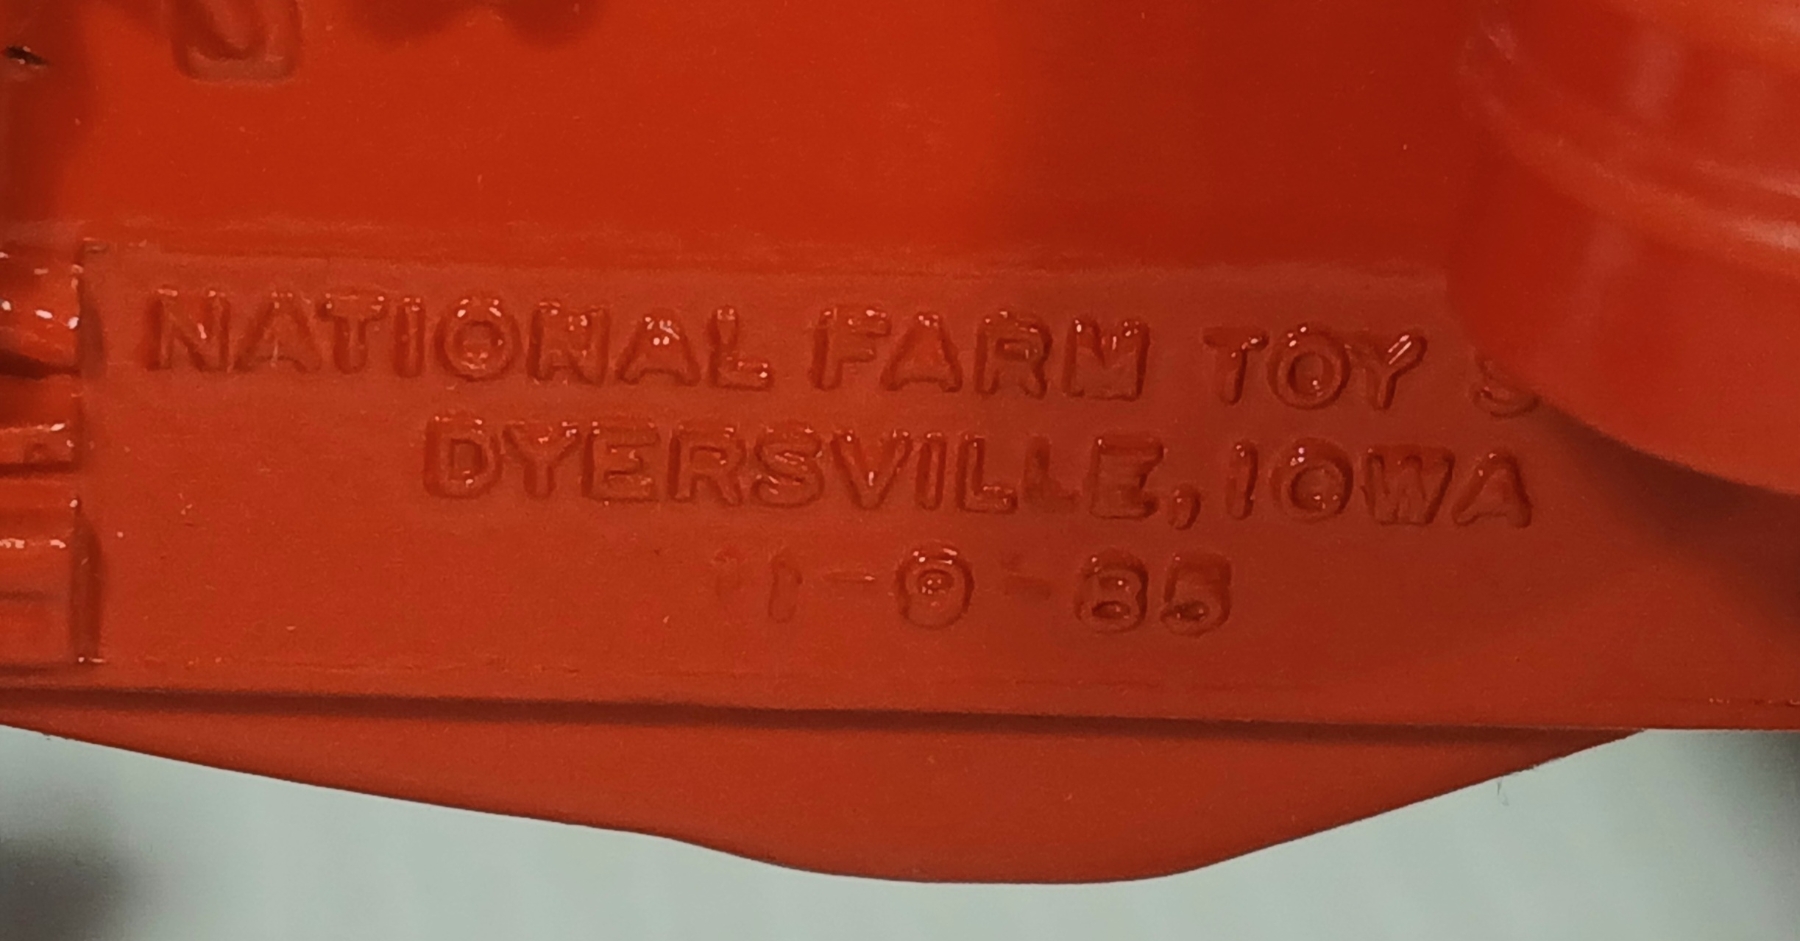 NATIONAL FARM TOY S
DYERSVILLE, IOWA
11-9-85